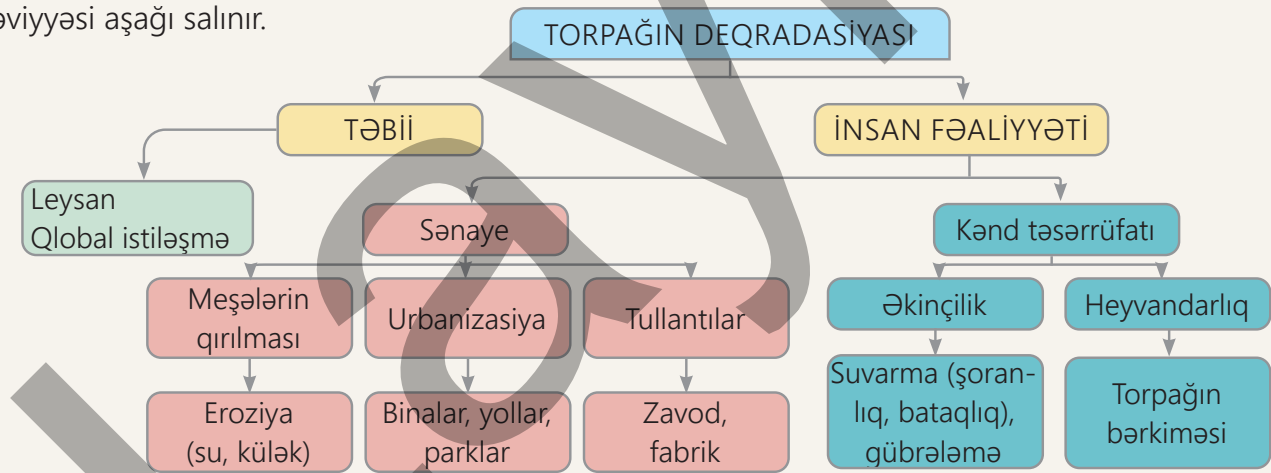 əviyyəsi aşağı salınır.
TORPAĞIN DEQRADASİYASI
TƏBİİ
İNSAN FƏALİYYƏTİ
Leysan
Qlobal istiləşmə
Sənaye
Kənd təsərrüfatı
Meşələrin
qırılması
Urbanizasiya
Tullantılar
Əkinçilik
Heyvandarlıq
Eroziya
(su, külək)
Binalar, yollar,
parklar
Zavod,
fabrik
Suvarma (şoran-
lıq, bataqlıq),
gübrələmə
Torpağın
bərkiməsi